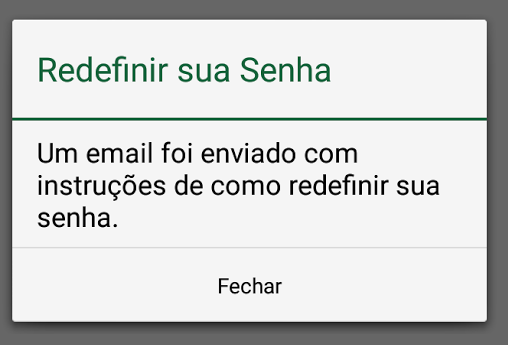 Redefinir sua Senha
Um email foi enviado com
instruções de como redefinir sua
senha.
Fechar